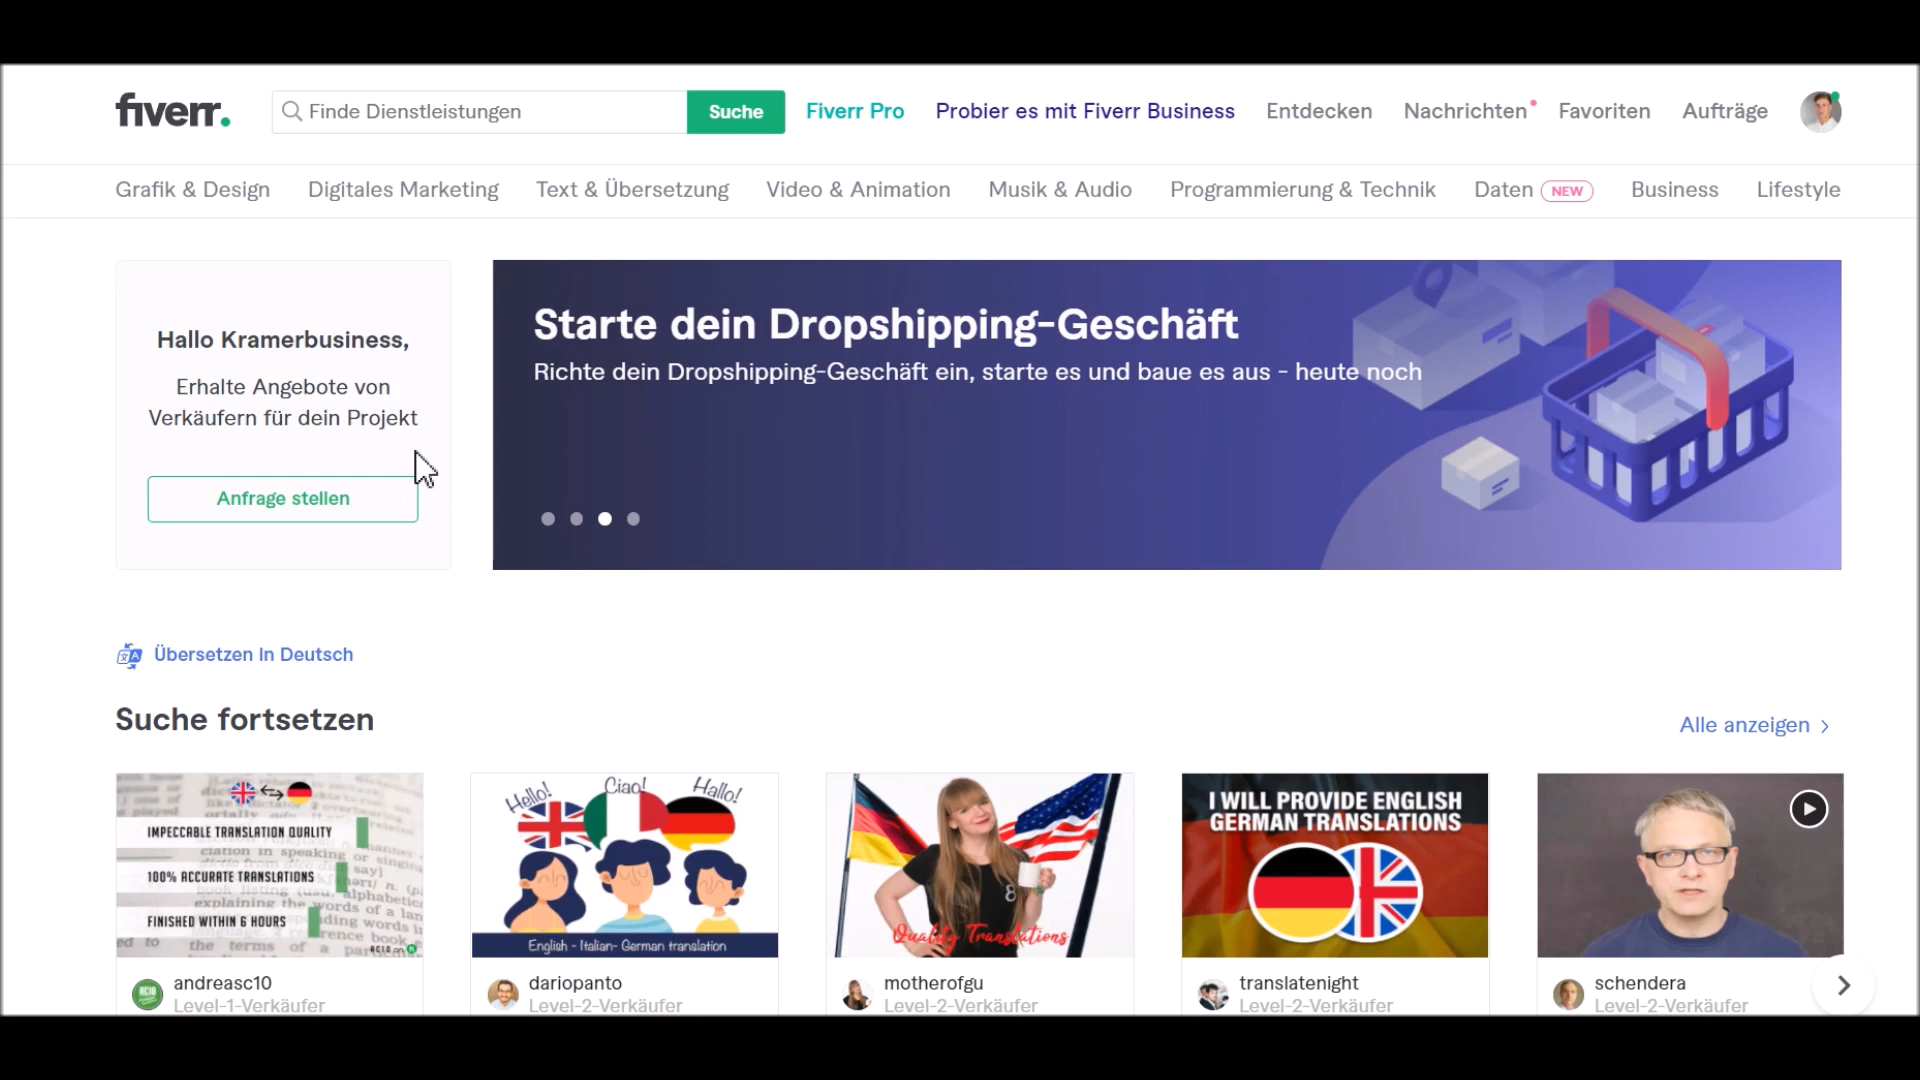 fiverr.
Finde Dienstleistungen
Suche
Fiverr Pro
Probier es mit Fiverr Business
Entdecken
Nachrichten
Favoriten
Aufträge
Grafik & Design
Digitales Marketing
Text & Übersetzung
Video & Animation
Musik & Audio
Programmierung & Technik
Daten NEW
Business
Lifestyle
Hallo Kramerbusiness,
Erhalte Angebote von
Verkäufern für dein Projekt
Anfrage stellen
Starte dein Dropshipping-Geschäft
Richte dein Dropshipping-Geschäft ein, starte es und baue es aus - heute noch
Übersetzen in Deutsch
Suche fortsetzen
Alle anzeigen
IMPECCABLE TRANSLATION QUALITY
100% ACCURATE TRANSLATIONS
FINISHED WITHIN 6 HOURS
Hello!
Ciao!
Hallo!
English - Italian- German translation
Quality Translations
I WILL PROVIDE ENGLISH
GERMAN TRANSLATIONS
andreasc10
Level-1-Verkäufer
dariopanto
Level-2-Verkäufer
motherofgu
Level-2-Verkäufer
translatenight
Level-2-Verkäufer
schendera
Level-2-Verkäufer